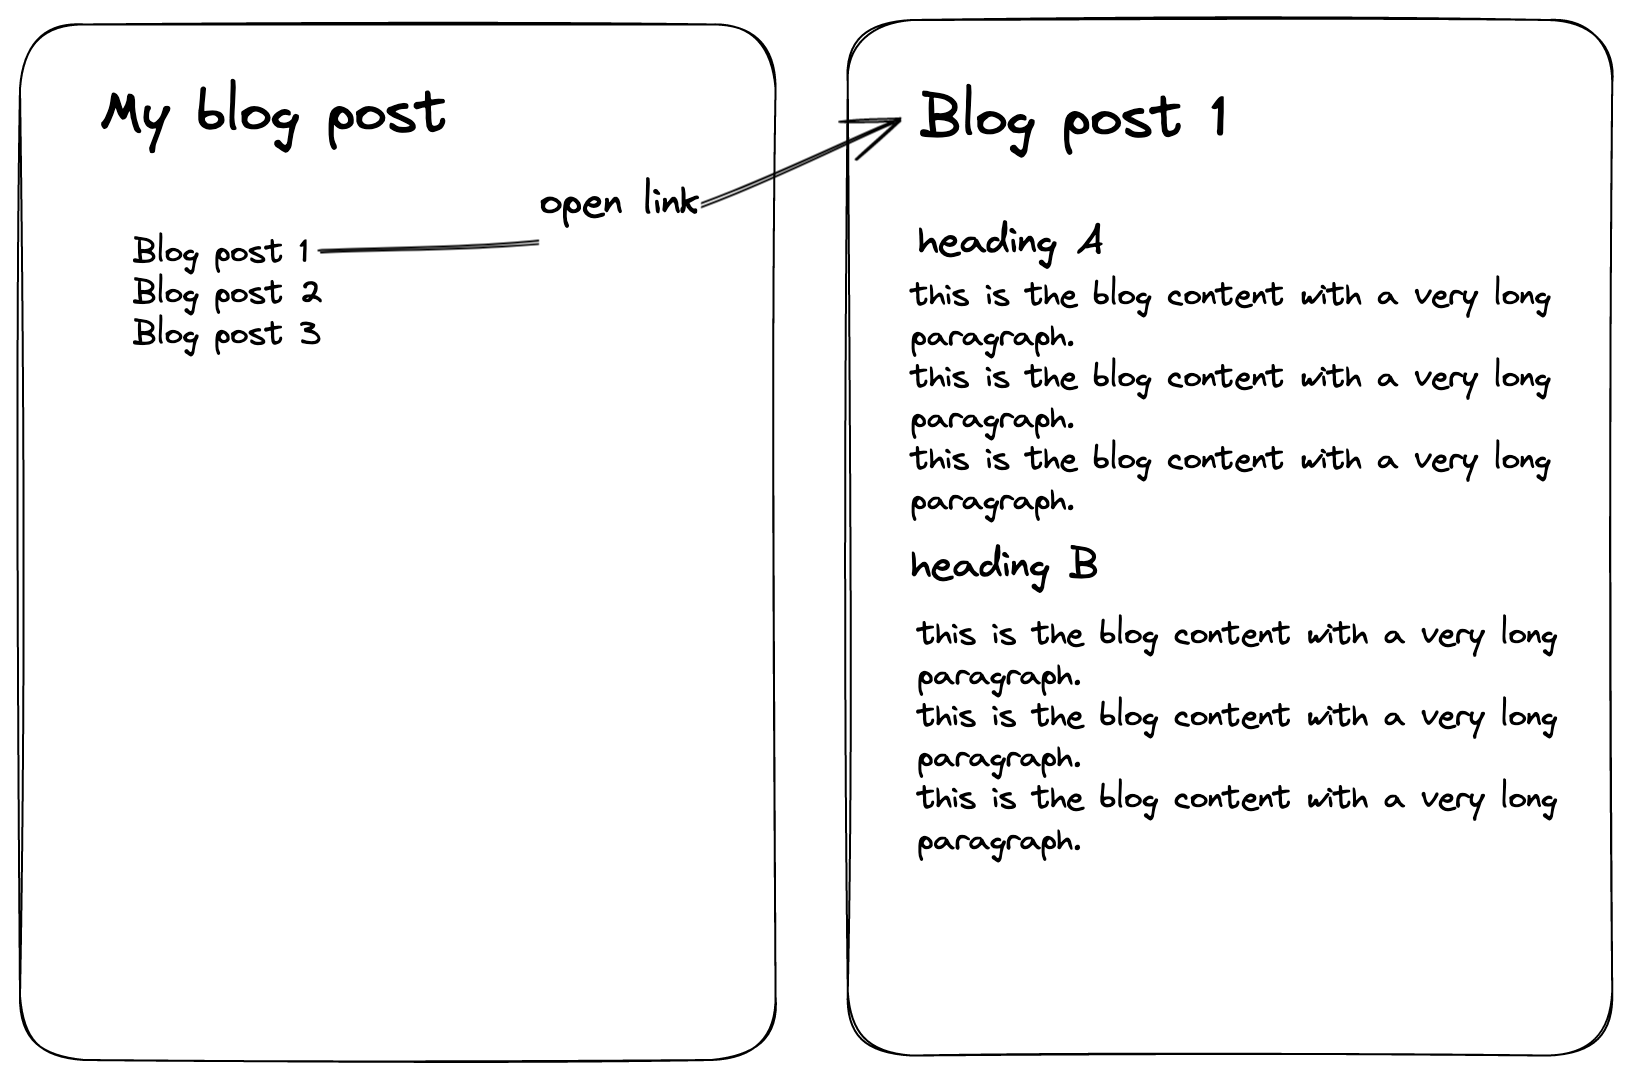 My blog post
open link
Blog post 1
Blog post 2
Blog post 3
Blog post 1
heading A
this is the blog content with a very long
paragraph.
this is the blog content with a very long
paragraph.
this is the blog content with a very long
paragraph.
heading B
this is the blog content with a very long
paragraph.
this is the blog content with a very long
paragraph.
this is the blog content with a very long
paragraph.